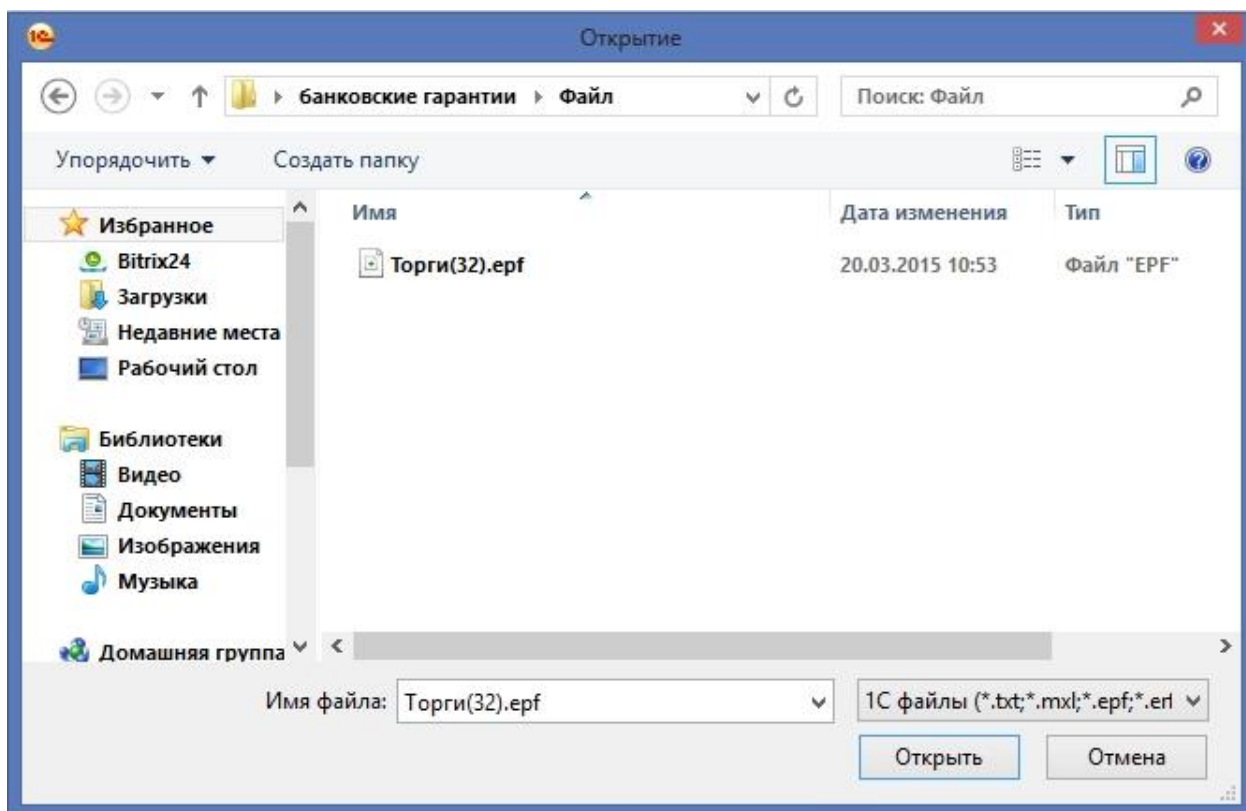 1С
Открытие
банковские гарантии Файл
Поиск: Файл
Упорядочить Создать папку
Имя Дата изменения Тип
Торги(32).epf 20.03.2015 10:53 Файл "EPF"
Избранное
Bitrix24
Загрузки
Недавние места
Рабочий стол
Библиотеки
Видео
Документы
Изображения
Музыка
Домашняя группа
Имя файла: Торги(32).epf
1С файлы (*.txt;*.mxl;*.epf;*.erf
Открыть Отмена